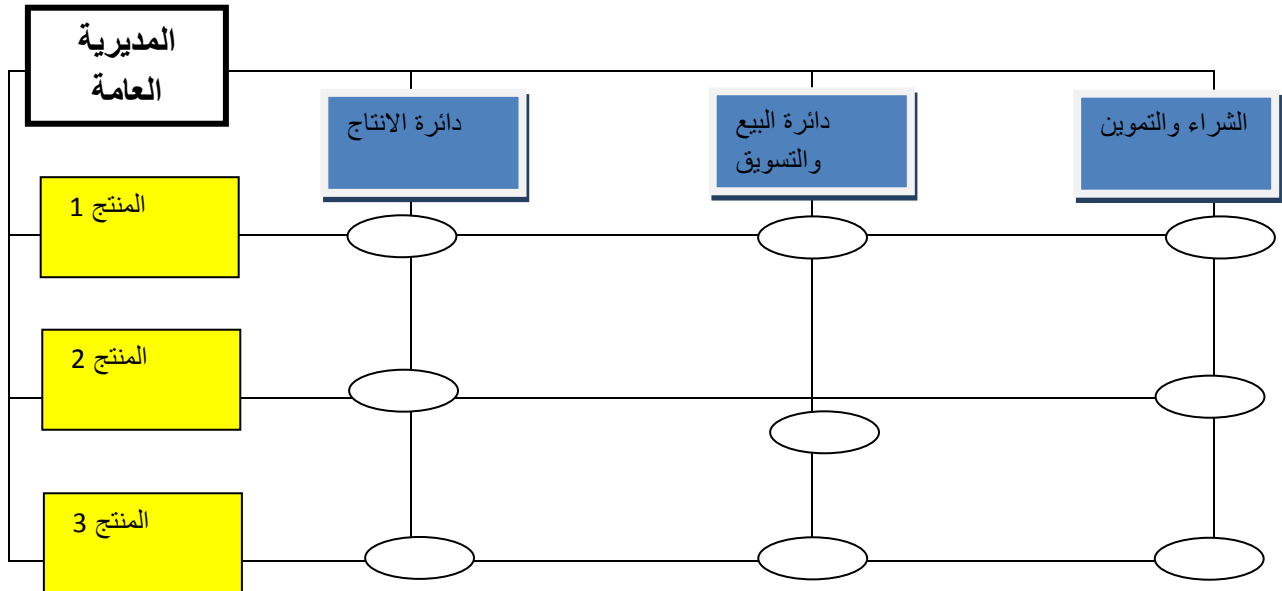 المديرية
العامة
الشراء والتموين
دائرة البيع
والتسويق
دائرة الانتاج
المنتج 1
المنتج 2
المنتج 3